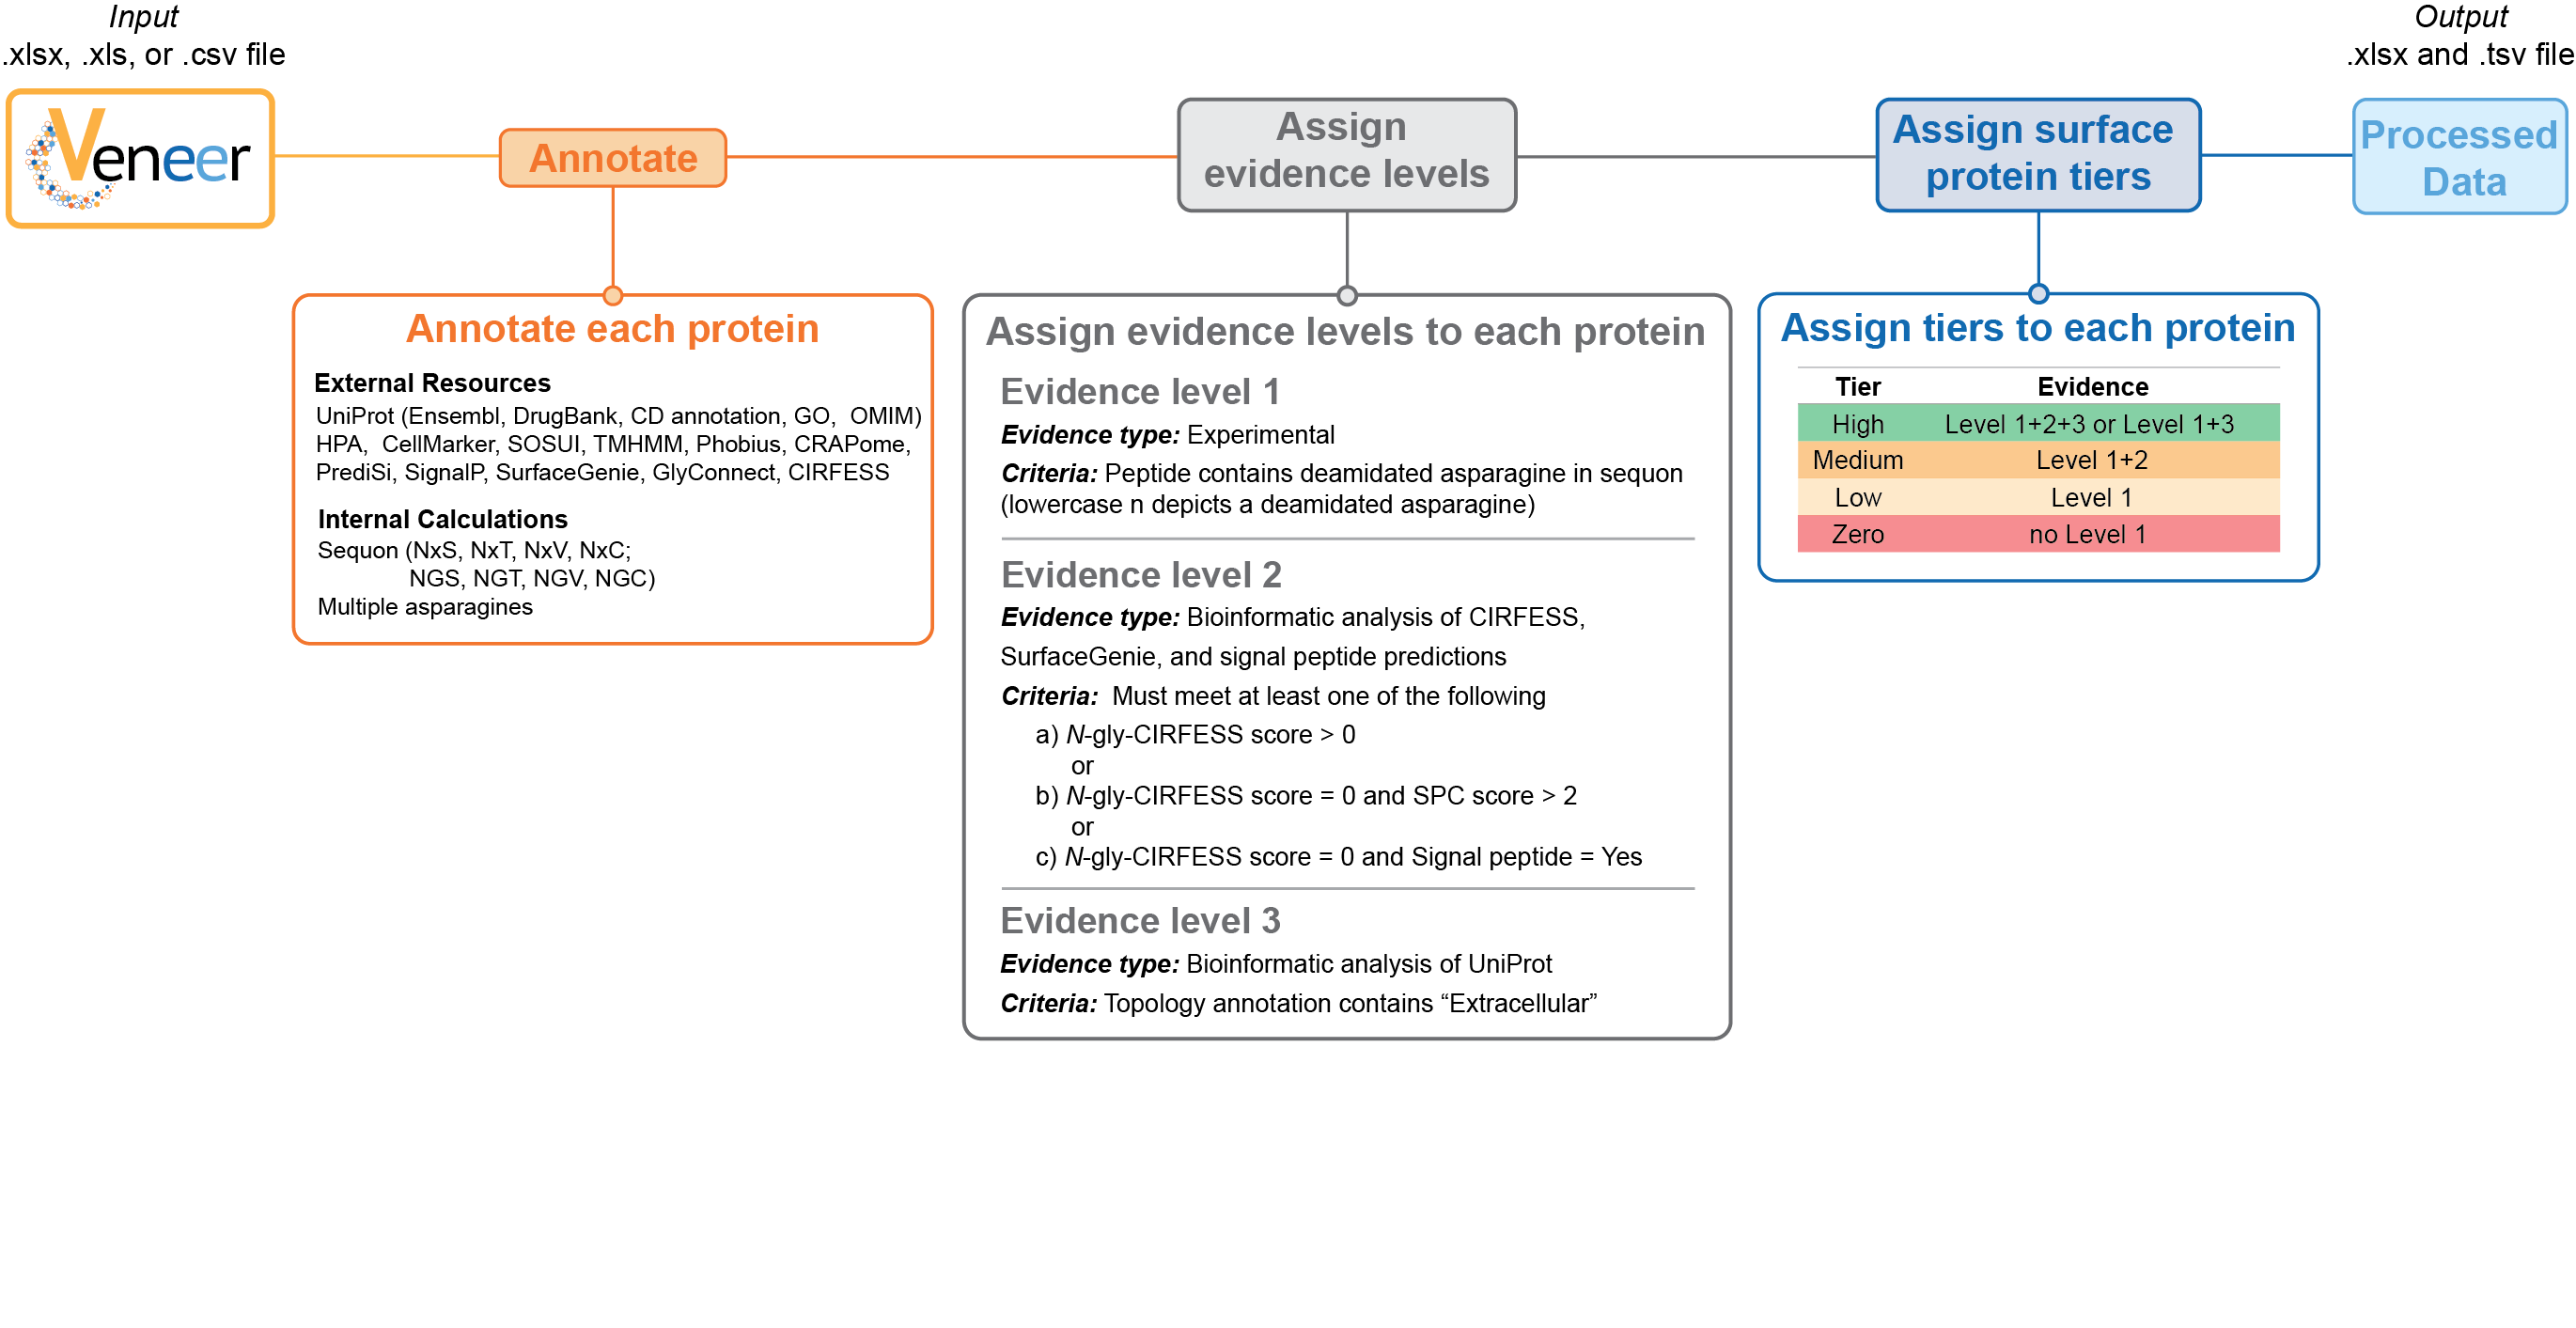 Input
.xlsx, .xls, or .csv file
Veneer
Annotate
Assign
evidence levels
Assign surface
protein tiers
Output
.xlsx and .tsv file
Processed
Data
Annotate each protein
External Resources
UniProt (Ensembl, DrugBank, CD annotation, GO, OMIM)
HPA, CellMarker, SOSUI, TMHMM, Phobius, CRAPome,
PrediSi, SignalP, SurfaceGenie, GlyConnect, CIRFESS
Internal Calculations
Sequon (NxS, NxT, NxV, NxC;
NGS, NGT, NGV, NGC)
Multiple asparagines
Assign evidence levels to each protein
Evidence level 1
Evidence type: Experimental
Criteria: Peptide contains deamidated asparagine in sequon
(lowercase n depicts a deamidated asparagine)
Evidence level 2
Evidence type: Bioinformatic analysis of CIRFESS,
SurfaceGenie, and signal peptide predictions
Criteria: Must meet at least one of the following
a) N-gly-CIRFESS score > 0
or
b) N-gly-CIRFESS score = 0 and SPC score > 2
or
c) N-gly-CIRFESS score = 0 and Signal peptide = Yes
Evidence level 3
Evidence type: Bioinformatic analysis of UniProt
Criteria: Topology annotation contains “Extracellular”
Assign tiers to each protein
Tier Evidence
High Level 1+2+3 or Level 1+3
Medium Level 1+2
Low Level 1
Zero no Level 1